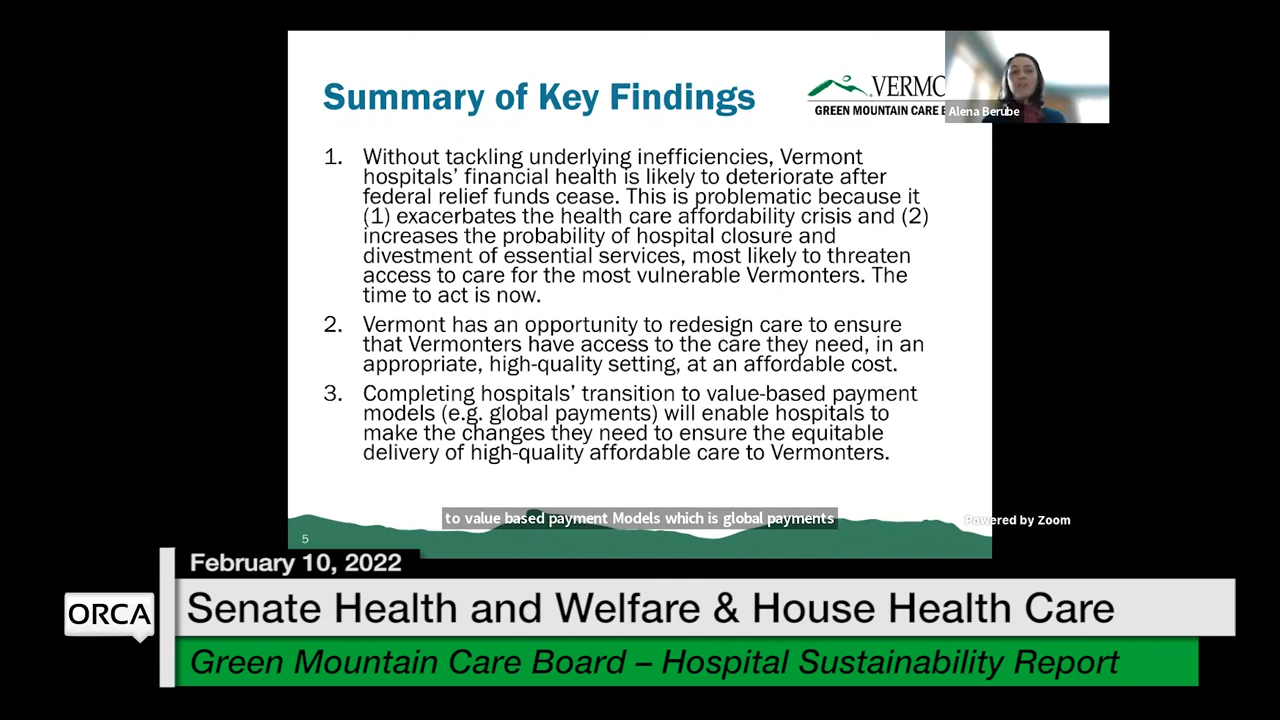 Summary of Key Findings
VERMO
GREEN MOUNTAIN CARE
Alena Berube
1. Without tackling underlying inefficiencies, Vermont
hospitals’ financial health is likely to deteriorate after
federal relief funds cease. This is problematic because it
(1) exacerbates the health care affordability crisis and (2)
increases the probability of hospital closure and
divestment of essential services, most likely to threaten
access to care for the most vulnerable Vermonters. The
time to act is now.
2. Vermont has an opportunity to redesign care to ensure
that Vermonters have access to the care they need, in an
appropriate, high-quality setting, at an affordable cost.
3. Completing hospitals’ transition to value-based payment
models (e.g. global payments) will enable hospitals to
make the changes they need to ensure the equitable
delivery of high-quality affordable care to Vermonters.
to value based payment Models which is global payments
Powered by Zoom
5
February 10, 2022
ORCA
Senate Health and Welfare & House Health Care
Green Mountain Care Board – Hospital Sustainability Report